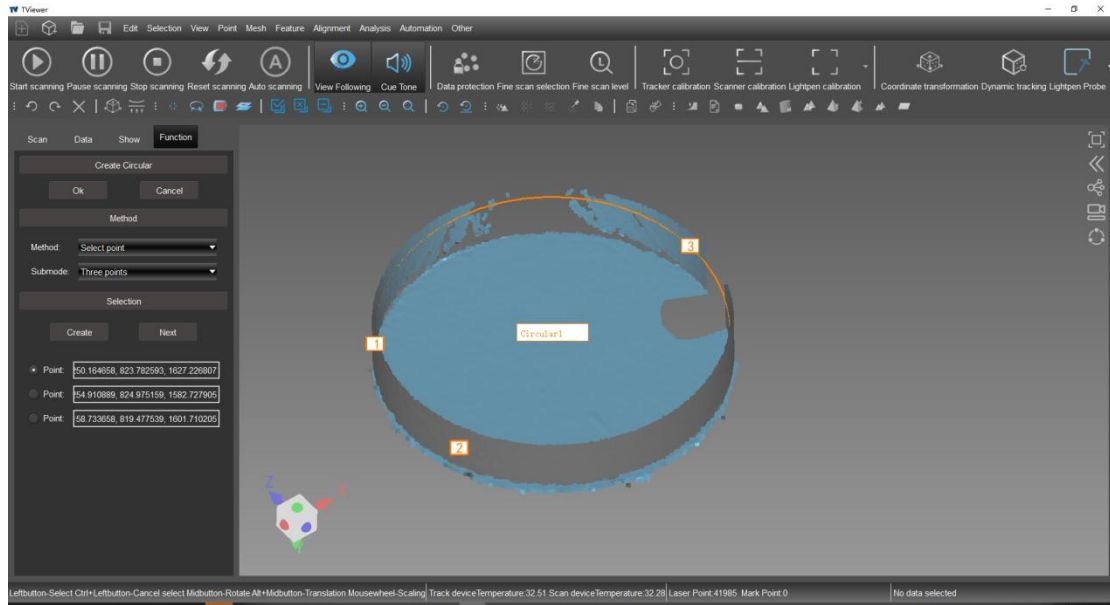 TViewer
Edit Selection View Point Mesh Feature Alignment Analysis Automation Other
Start scanning Pause scanning Stop scanning Reset scanning Auto scanning View Following Cue Tone Data protection Fine scan selection Fine scan level Tracker calibration Scanner calibration Lightpen calibration Coordinate transformation Dynamic tracking Lightpen Probe
Scan Data Show Function
Create Circular
Ok Cancel
Method
Method: Select point
Submode: Three points
Selection
Create Next
Point: 50.164658, 823.782593, 1627.226807
Point: 54.910889, 824.975159, 1582.727905
Point: 58.733658, 819.477539, 1601.710205
3
Circular1
1
2
Z
X
Y
Leftbutton-Select Ctrl+Leftbutton-Cancel select Midbutton-Rotate Alt+Midbutton-Translation Mousewheel-Scaling Track deviceTemperature:32.51 Scan deviceTemperature:32.28 Laser Point:41985 Mark Point:0 No data selected